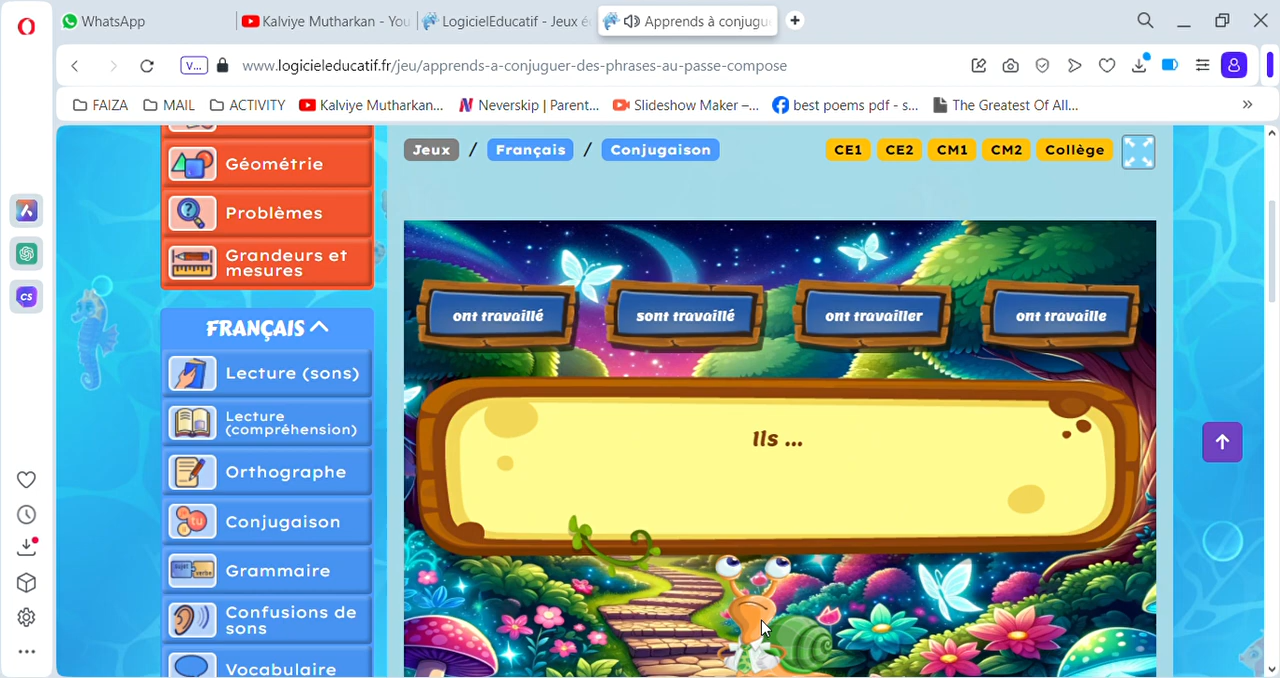 WhatsApp
Kalviye Mutharkan - You
LogicielEducatif - Jeux é
Apprends à conjugu
V...
www.logicieleducatif.fr/jeu/apprends-a-conjuguer-des-phrases-au-passe-compose
FAIZA
MAIL
ACTIVITY
Kalviye Mutharkan...
Neverskip | Parent...
Slideshow Maker –...
best poems pdf - s...
The Greatest Of All...
»
Jeux / Français / Conjugaison
CE1
CE2
CM1
CM2
Collège
Géométrie
Problèmes
Grandeurs et
mesures
FRANÇAIS
Lecture (sons)
Lecture
(compréhension)
Orthographe
Conjugaison
Grammaire
Confusions de
sons
Vocabulaire
ont travaillé
sont travaillé
ont travailler
ont travaille
Ils ...
CS